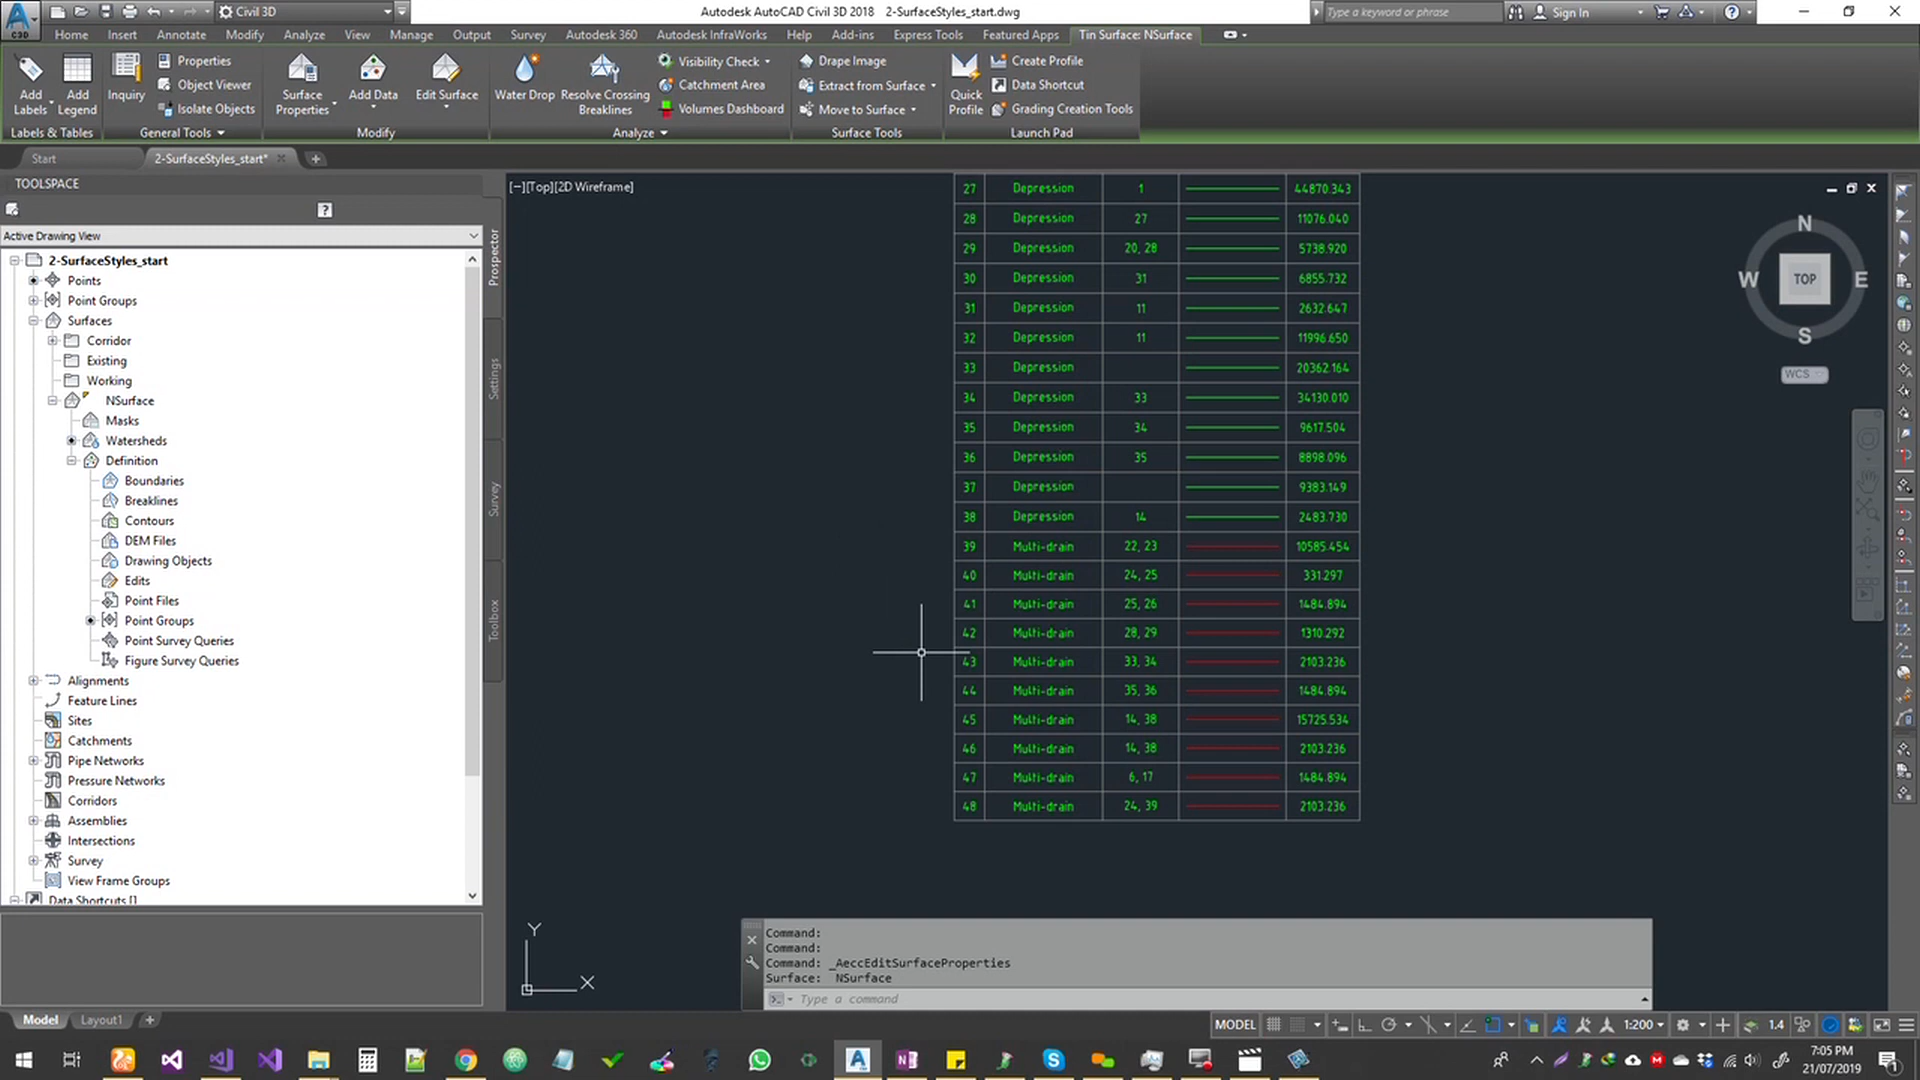 Civil 3D
Autodesk AutoCAD Civil 3D 2018 2-SurfaceStyles_start.dwg
Type a keyword or phrase
Sign In
Home Insert Annotate Modify Analyze View Manage Output Survey Autodesk 360 Autodesk InfraWorks Help Add-ins Express Tools Featured Apps Tin Surface: NSurface
Add Labels
Add Legend
Labels & Tables
Inquiry
Properties
Object Viewer
Isolate Objects
General Tools
Surface Properties
Add Data
Edit Surface
Modify
Water Drop
Resolve Crossing Breaklines
Visibility Check
Catchment Area
Volumes Dashboard
Analyze
Drape Image
Extract from Surface
Move to Surface
Surface Tools
Quick Profile
Create Profile
Data Shortcut
Grading Creation Tools
Launch Pad
Start
2-SurfaceStyles_start*
TOOLSPACE
Active Drawing View
2-SurfaceStyles_start
Points
Point Groups
Surfaces
Corridor
Existing
Working
NSurface
Masks
Watersheds
Definition
Boundaries
Breaklines
Contours
DEM Files
Drawing Objects
Edits
Point Files
Point Groups
Point Survey Queries
Figure Survey Queries
Alignments
Feature Lines
Sites
Catchments
Pipe Networks
Pressure Networks
Corridors
Assemblies
Intersections
Survey
View Frame Groups
Data Shortcuts []
Prospector
Settings
Survey
Toolbox
[−][Top][2D Wireframe]
27 Depression 1 44870.343
28 Depression 27 11076.040
29 Depression 20, 28 5738.920
30 Depression 31 6855.732
31 Depression 11 2632.647
32 Depression 11 11996.650
33 Depression 20362.164
34 Depression 33 34130.010
35 Depression 34 9617.504
36 Depression 35 8898.096
37 Depression 9383.149
38 Depression 14 2483.730
39 Multi-drain 22, 23 10585.454
40 Multi-drain 24, 25 331.297
41 Multi-drain 25, 26 1484.894
42 Multi-drain 28, 29 1310.292
43 Multi-drain 33, 34 2103.236
44 Multi-drain 35, 36 1484.894
45 Multi-drain 14, 38 15725.534
46 Multi-drain 14, 38 2103.236
47 Multi-drain 6, 17 1484.894
48 Multi-drain 24, 39 2103.236
N
W TOP E
S
WCS
Y
X
Command:
Command:
Command: _AeccEditSurfaceProperties
Surface: NSurface
Type a command
Model Layout1
MODEL 1:200 1.4
7:05 PM
21/07/2019